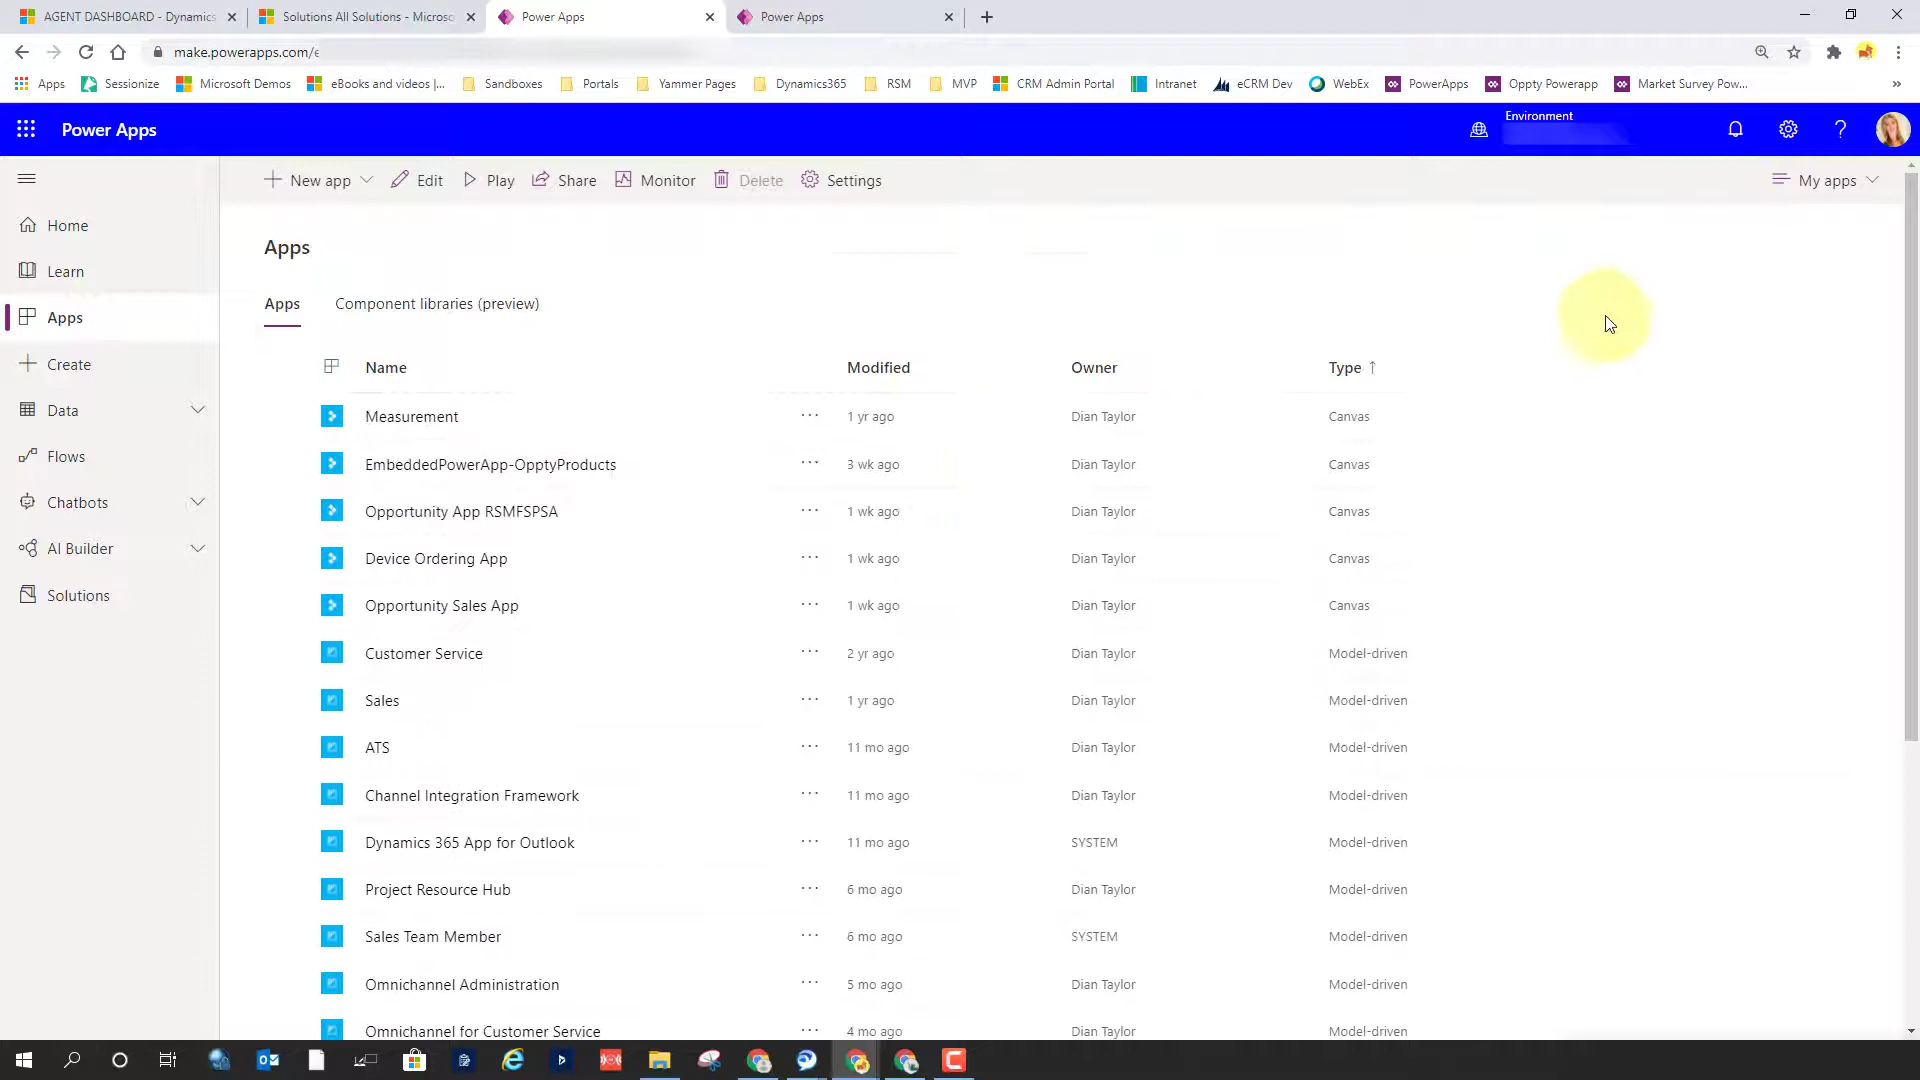 AGENT DASHBOARD - Dynamics
Solutions All Solutions - Microso
Power Apps
Power Apps
make.powerapps.com/e
Apps
Sessionize
Microsoft Demos
eBooks and videos |...
Sandboxes
Portals
Yammer Pages
Dynamics365
RSM
MVP
CRM Admin Portal
Intranet
eCRM Dev
WebEx
PowerApps
Oppty Powerapp
Market Survey Pow...
»
Power Apps
Environment
?
New app
Edit
Play
Share
Monitor
Delete
Settings
My apps
Home
Learn
Apps
Create
Data
Flows
Chatbots
AI Builder
Solutions
Apps
Apps
Component libraries (preview)
Name Modified Owner Type ↑
Measurement ... 1 yr ago Dian Taylor Canvas
EmbeddedPowerApp-OpptyProducts ... 3 wk ago Dian Taylor Canvas
Opportunity App RSMFSPSA ... 1 wk ago Dian Taylor Canvas
Device Ordering App ... 1 wk ago Dian Taylor Canvas
Opportunity Sales App ... 1 wk ago Dian Taylor Canvas
Customer Service ... 2 yr ago Dian Taylor Model-driven
Sales ... 1 yr ago Dian Taylor Model-driven
ATS ... 11 mo ago Dian Taylor Model-driven
Channel Integration Framework ... 11 mo ago Dian Taylor Model-driven
Dynamics 365 App for Outlook ... 11 mo ago SYSTEM Model-driven
Project Resource Hub ... 6 mo ago Dian Taylor Model-driven
Sales Team Member ... 6 mo ago SYSTEM Model-driven
Omnichannel Administration ... 5 mo ago Dian Taylor Model-driven
Omnichannel for Customer Service ... 4 mo ago Dian Taylor Model-driven